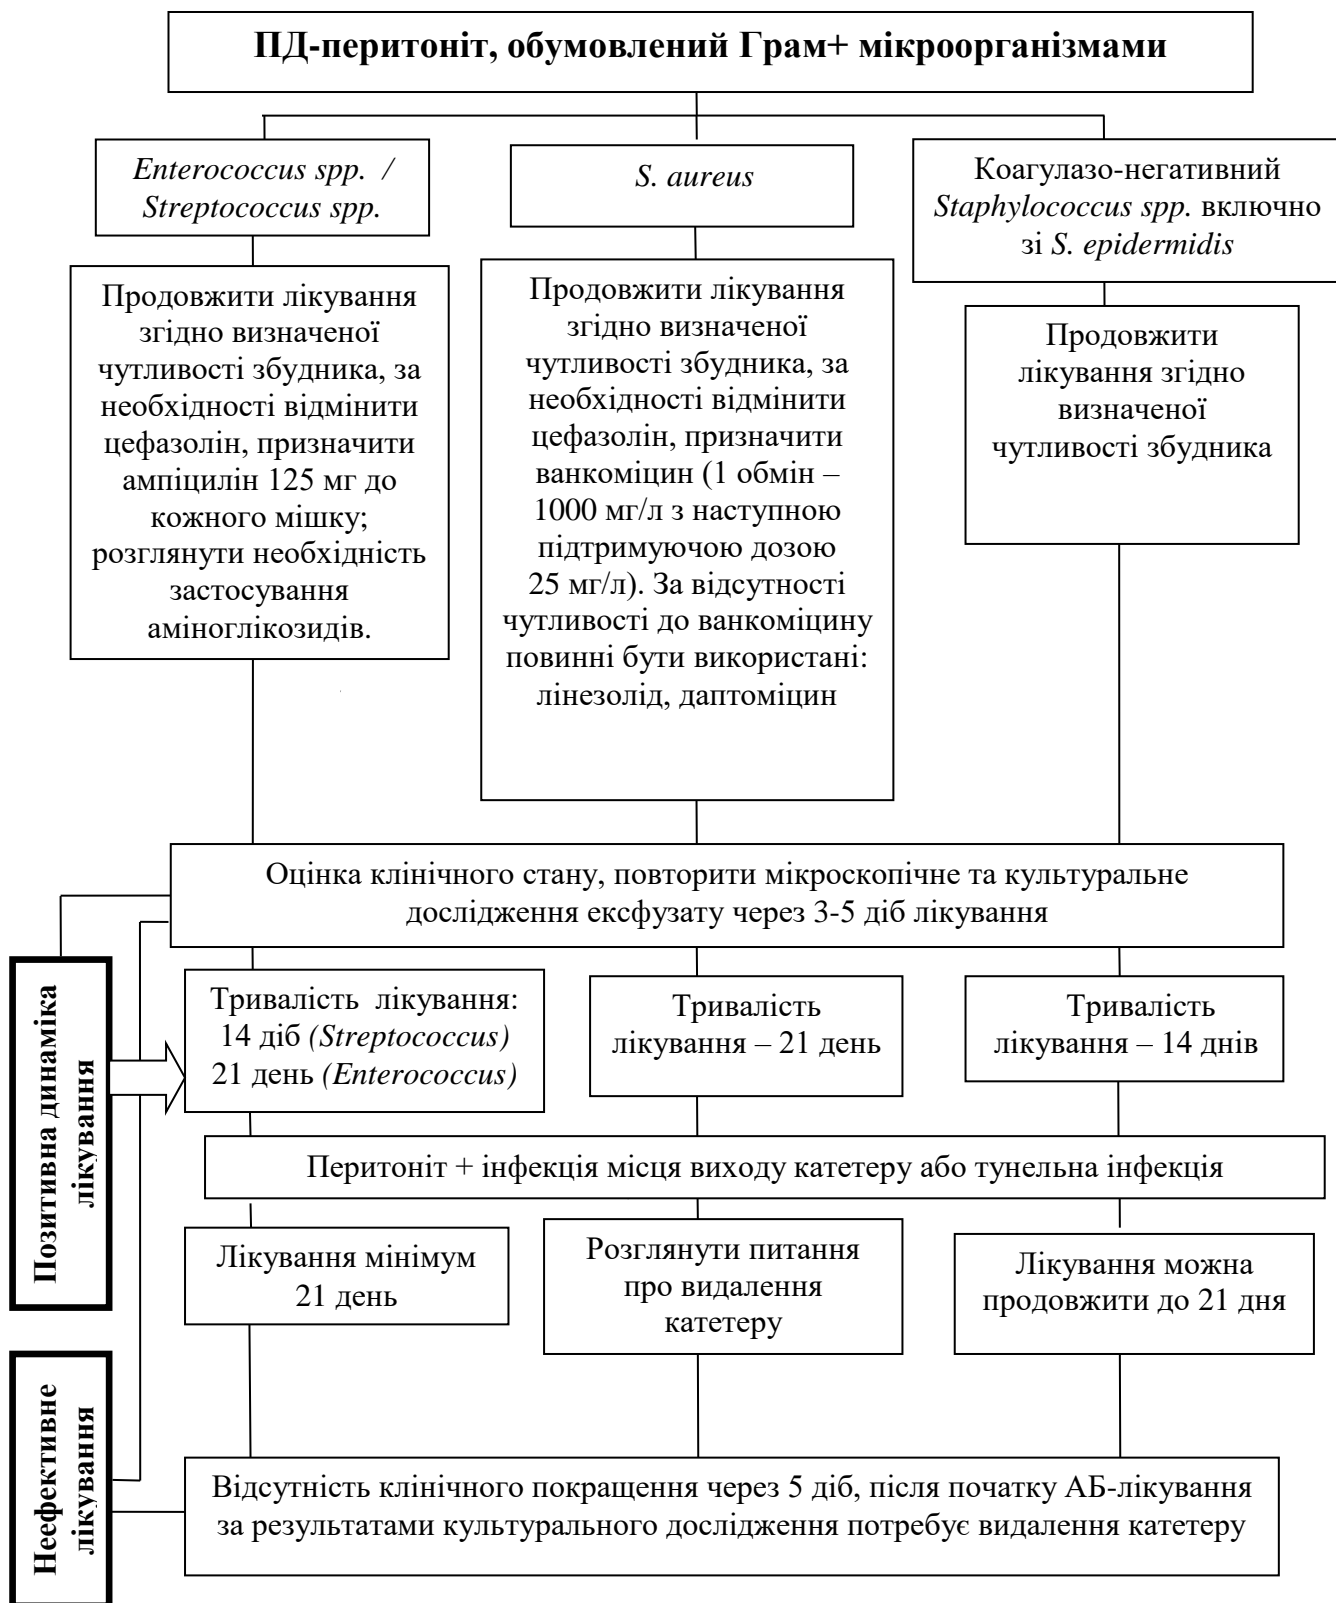 ПД-перитоніт, обумовлений Грам+ мікроорганізмами
Enterococcus spp. /
Streptococcus spp.
S. aureus
Коагулазо-негативний
Staphylococcus spp. включно
зі S. epidermidis
Продовжити лікування
згідно визначеної
чутливості збудника, за
необхідності відмінити
цефазолін, призначити
ампіцилін 125 мг до
кожного мішку;
розглянути необхідність
застосування
аміноглікозидів.
Продовжити лікування
згідно визначеної
чутливості збудника, за
необхідності відмінити
цефазолін, призначити
ванкоміцин (1 обмін –
1000 мг/л з наступною
підтримуючою дозою
25 мг/л). За відсутності
чутливості до ванкоміцину
повинні бути використані:
лінезолід, даптоміцин
Продовжити
лікування згідно
визначеної
чутливості збудника
Оцінка клінічного стану, повторити мікроскопічне та культуральне
дослідження ексфузату через 3-5 діб лікування
Позитивна динаміка
лікування
Тривалість лікування:
14 діб (Streptococcus)
21 день (Enterococcus)
Тривалість
лікування – 21 день
Тривалість
лікування – 14 днів
Перитоніт + інфекція місця виходу катетеру або тунельна інфекція
Лікування мінімум
21 день
Розглянути питання
про видалення
катетеру
Лікування можна
продовжити до 21 дня
Неефективне
лікування
Відсутність клінічного покращення через 5 діб, після початку АБ-лікування
за результатами культурального дослідження потребує видалення катетеру